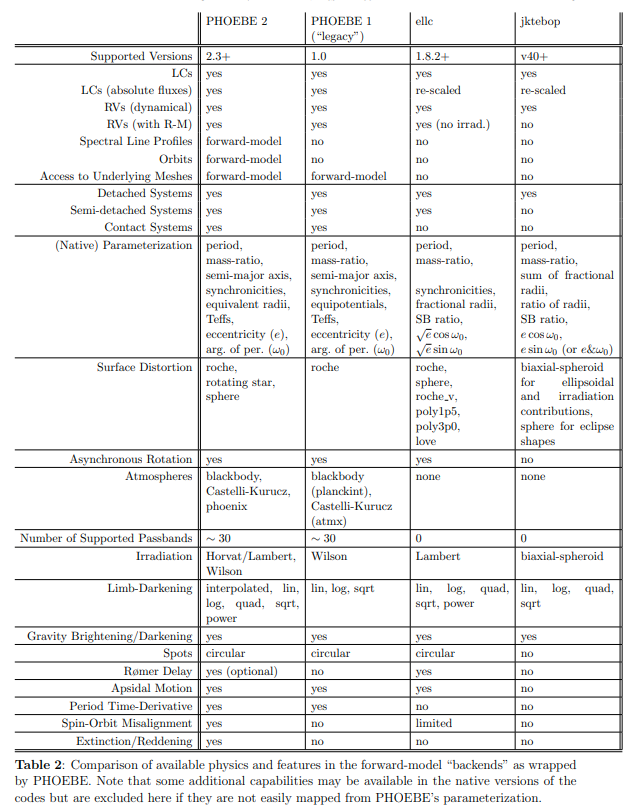 PHOEBE 2 PHOEBE 1 ellc jktebop
("legacy")
Supported Versions 2.3+ 1.0 1.8.2+ v40+
LCs yes yes yes yes
LCs (absolute fluxes) yes yes re-scaled re-scaled
RVs (dynamical) yes yes yes yes
RVs (with R-M) yes yes yes (no irrad.) no
Spectral Line Profiles forward-model no no no
Orbits forward-model no no no
Access to Underlying Meshes forward-model forward-model no no
Detached Systems yes yes yes yes
Semi-detached Systems yes yes yes no
Contact Systems yes yes no no
(Native) Parameterization period, period, period, period,
mass-ratio, mass-ratio, mass-ratio, mass-ratio,
semi-major axis, semi-major axis, sum of fractional
synchronicities, synchronicities, synchronicities, radii,
equivalent radii, equipotentials, fractional radii, ratio of radii,
Teffs, Teffs, SB ratio, SB ratio,
eccentricity (e), eccentricity (e), √e cos ω₀, e cos ω₀,
arg. of per. (ω₀) arg. of per. (ω₀) √e sin ω₀ e sin ω₀ (or e&ω₀)
Surface Distortion roche, roche roche, biaxial-spheroid
rotating star, sphere, for ellipsoidal
sphere roche_v, and irradiation
poly1p5, contributions,
poly3p0, sphere for eclipse
love shapes
Asynchronous Rotation yes yes yes no
Atmospheres blackbody, blackbody none none
Castelli-Kurucz, (planckint),
phoenix Castelli-Kurucz
(atmx)
Number of Supported Passbands ∼ 30 ∼ 30 0 0
Irradiation Horvat/Lambert, Wilson Lambert biaxial-spheroid
Wilson
Limb-Darkening interpolated, lin, lin, log, sqrt lin, log, quad, lin, log, quad,
log, quad, sqrt, sqrt, power sqrt
power
Gravity Brightening/Darkening yes yes yes yes
Spots circular circular circular no
Rømer Delay yes (optional) no yes no
Apsidal Motion yes yes yes no
Period Time-Derivative yes yes no no
Spin-Orbit Misalignment yes no limited no
Extinction/Reddening yes no no no
Table 2: Comparison of available physics and features in the forward-model "backends" as wrapped
by PHOEBE. Note that some additional capabilities may be available in the native versions of the
codes but are excluded here if they are not easily mapped from PHOEBE's parameterization.